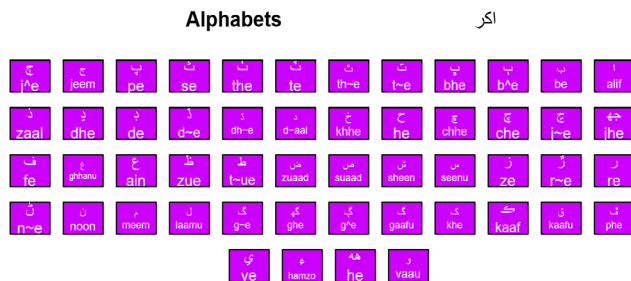 Alphabets اکر
ا ب ٻ ڀ ت ٿ ٽ ٺ ث پ ج ڄ
j^e jeem pe se the te th~e t~e bhe b^e be alif
جھ ڃ چ ڇ ح خ د ڌ ڏ ڊ ڍ ذ
zaal dhe de d~e dh~e d~aal khhe he chhe che j~e jhe
ر ڙ ز س ش ص ض ط ظ ع غ ف
fe ghhanu ain zue t~ue zuaad suaad sheen seenu ze r~e re
ڦ ق ڪ ک گ ڳ گھ ڱ ل م ن ڻ
n~e noon meem laamu g~e ghe g^e gaafu khe kaaf kaafu phe
و هه ء ي
ye hamzo he vaau